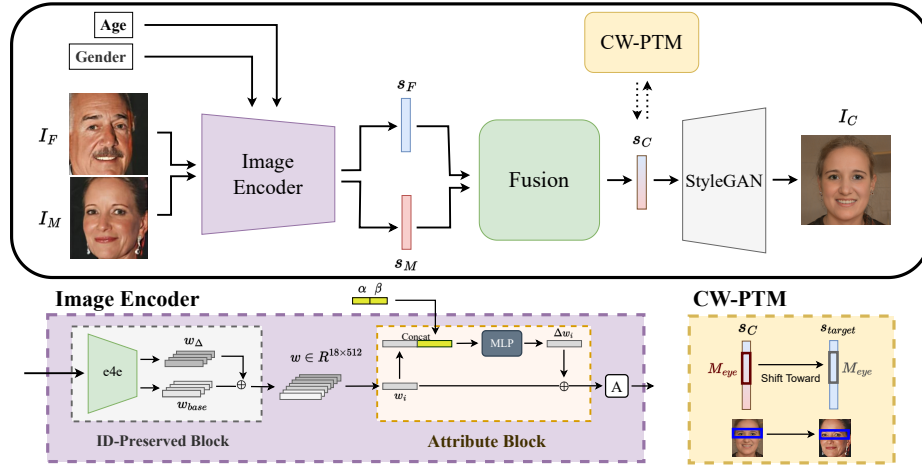 Age
Gender
CW-PTM
I_F
I_M
Image
Encoder
s_F
s_M
Fusion
s_C
StyleGAN
I_C
Image Encoder
α β
CW-PTM
e4e
w_Δ
w_base
⊕
w ∈ R^{18×512}
Concat
MLP
Δw_i
w_i
⊕
A
ID-Preserved Block
Attribute Block
s_C
s_target
M_eye
Shift Toward
M_eye